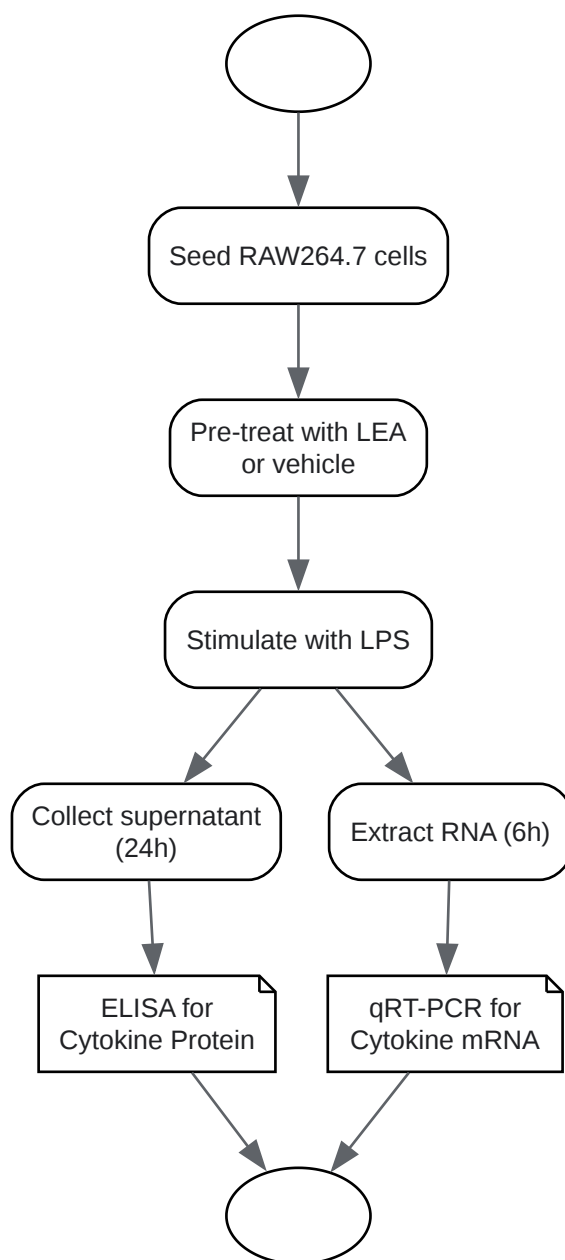 Seed RAW264.7 cells
Pre-treat with LEA
or vehicle
Stimulate with LPS
Collect supernatant
(24h)
Extract RNA (6h)
ELISA for
Cytokine Protein
qRT-PCR for
Cytokine mRNA